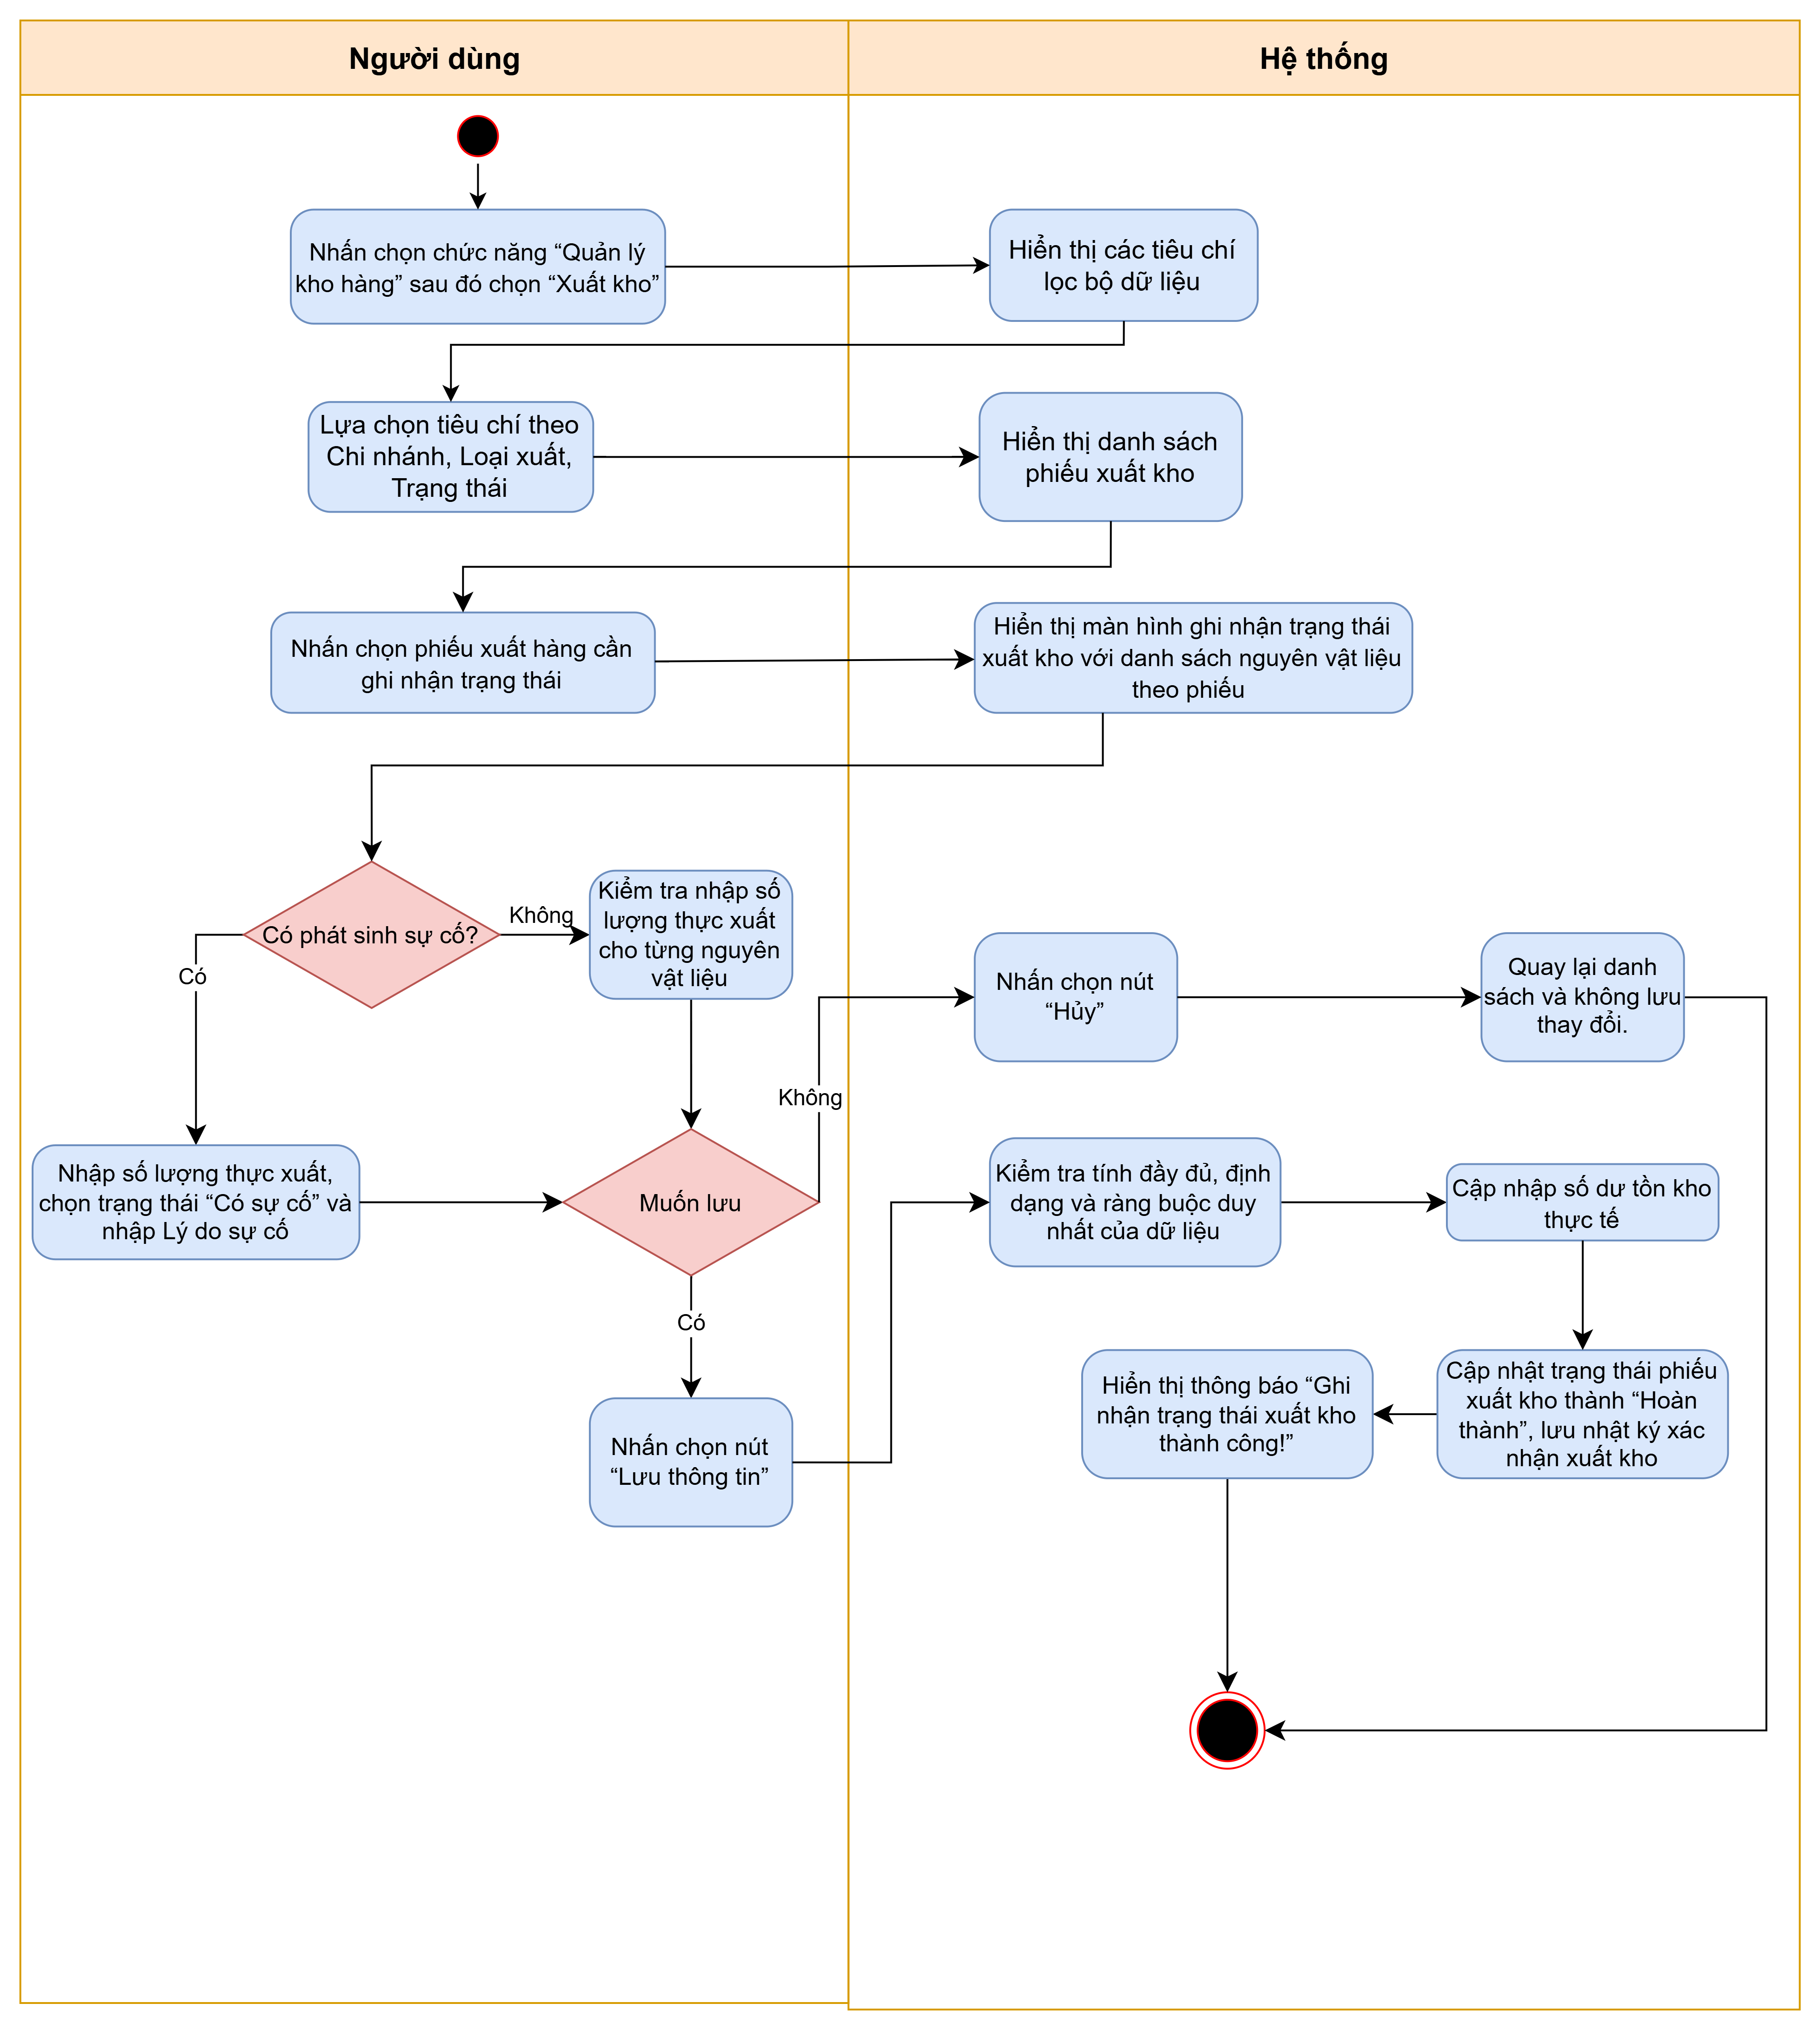 Người dùng
Hệ thống
Nhấn chọn chức năng “Quản lý
kho hàng” sau đó chọn “Xuất kho”
Hiển thị các tiêu chí
lọc bộ dữ liệu
Lựa chọn tiêu chí theo
Chi nhánh, Loại xuất,
Trạng thái
Hiển thị danh sách
phiếu xuất kho
Nhấn chọn phiếu xuất hàng cần
ghi nhận trạng thái
Hiển thị màn hình ghi nhận trạng thái
xuất kho với danh sách nguyên vật liệu
theo phiếu
Có phát sinh sự cố?
Không
Kiểm tra nhập số
lượng thực xuất
cho từng nguyên
vật liệu
Có
Nhấn chọn nút
“Hủy”
Quay lại danh
sách và không lưu
thay đổi.
Không
Nhập số lượng thực xuất,
chọn trạng thái “Có sự cố” và
nhập Lý do sự cố
Muốn lưu
Kiểm tra tính đầy đủ, định
dạng và ràng buộc duy
nhất của dữ liệu
Cập nhập số dư tồn kho
thực tế
Có
Nhấn chọn nút
“Lưu thông tin”
Hiển thị thông báo “Ghi
nhận trạng thái xuất kho
thành công!”
Cập nhật trạng thái phiếu
xuất kho thành “Hoàn
thành”, lưu nhật ký xác
nhận xuất kho